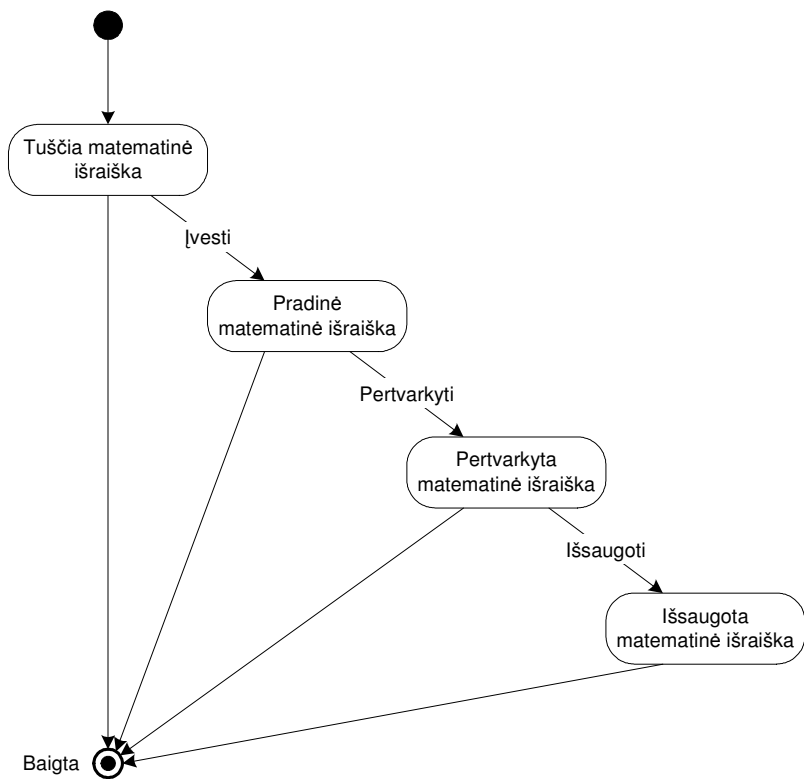 Tuščia matematinė
išraiška
Įvesti
Pradinė
matematinė išraiška
Pertvarkyti
Pertvarkyta
matematinė išraiška
Išsaugoti
Išsaugota
matematinė išraiška
Baigta